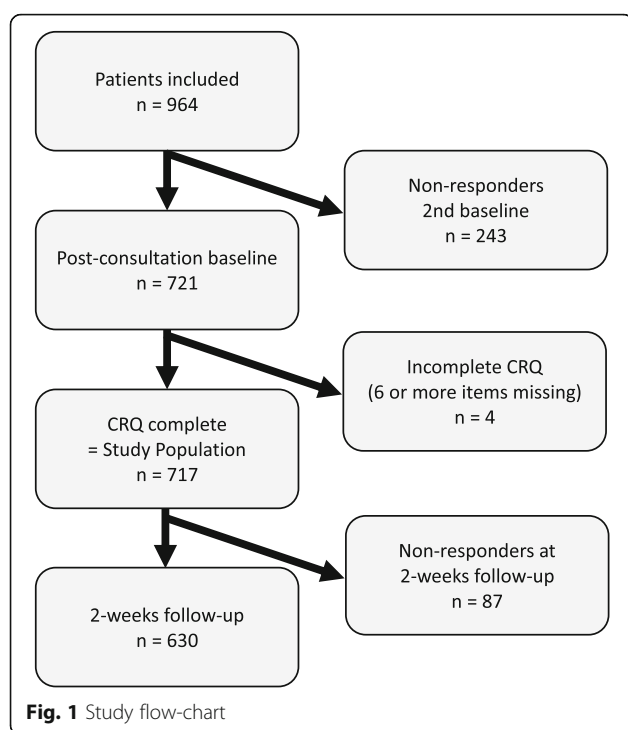 Patients included
n = 964
Non-responders
2nd baseline
n = 243
Post-consultation baseline
n = 721
Incomplete CRQ
(6 or more items missing)
n = 4
CRQ complete
= Study Population
n = 717
Non-responders at
2-weeks follow-up
n = 87
2-weeks follow-up
n = 630
Fig. 1 Study flow-chart